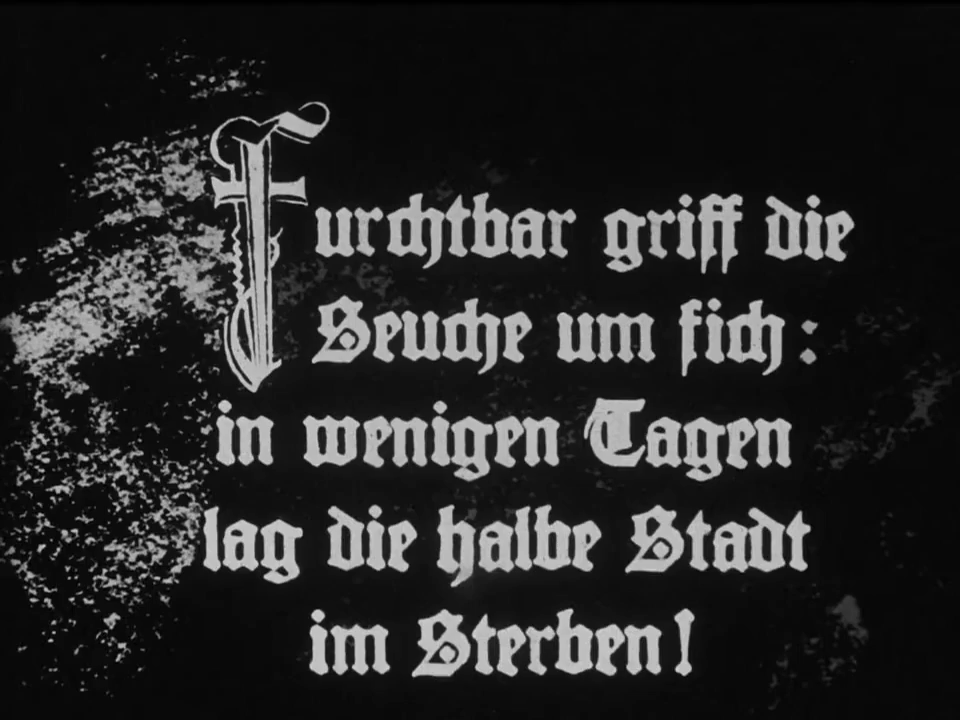 Furchtbar griff die
Seuche um sich:
in wenigen Tagen
lag die halbe Stadt
im Sterben!